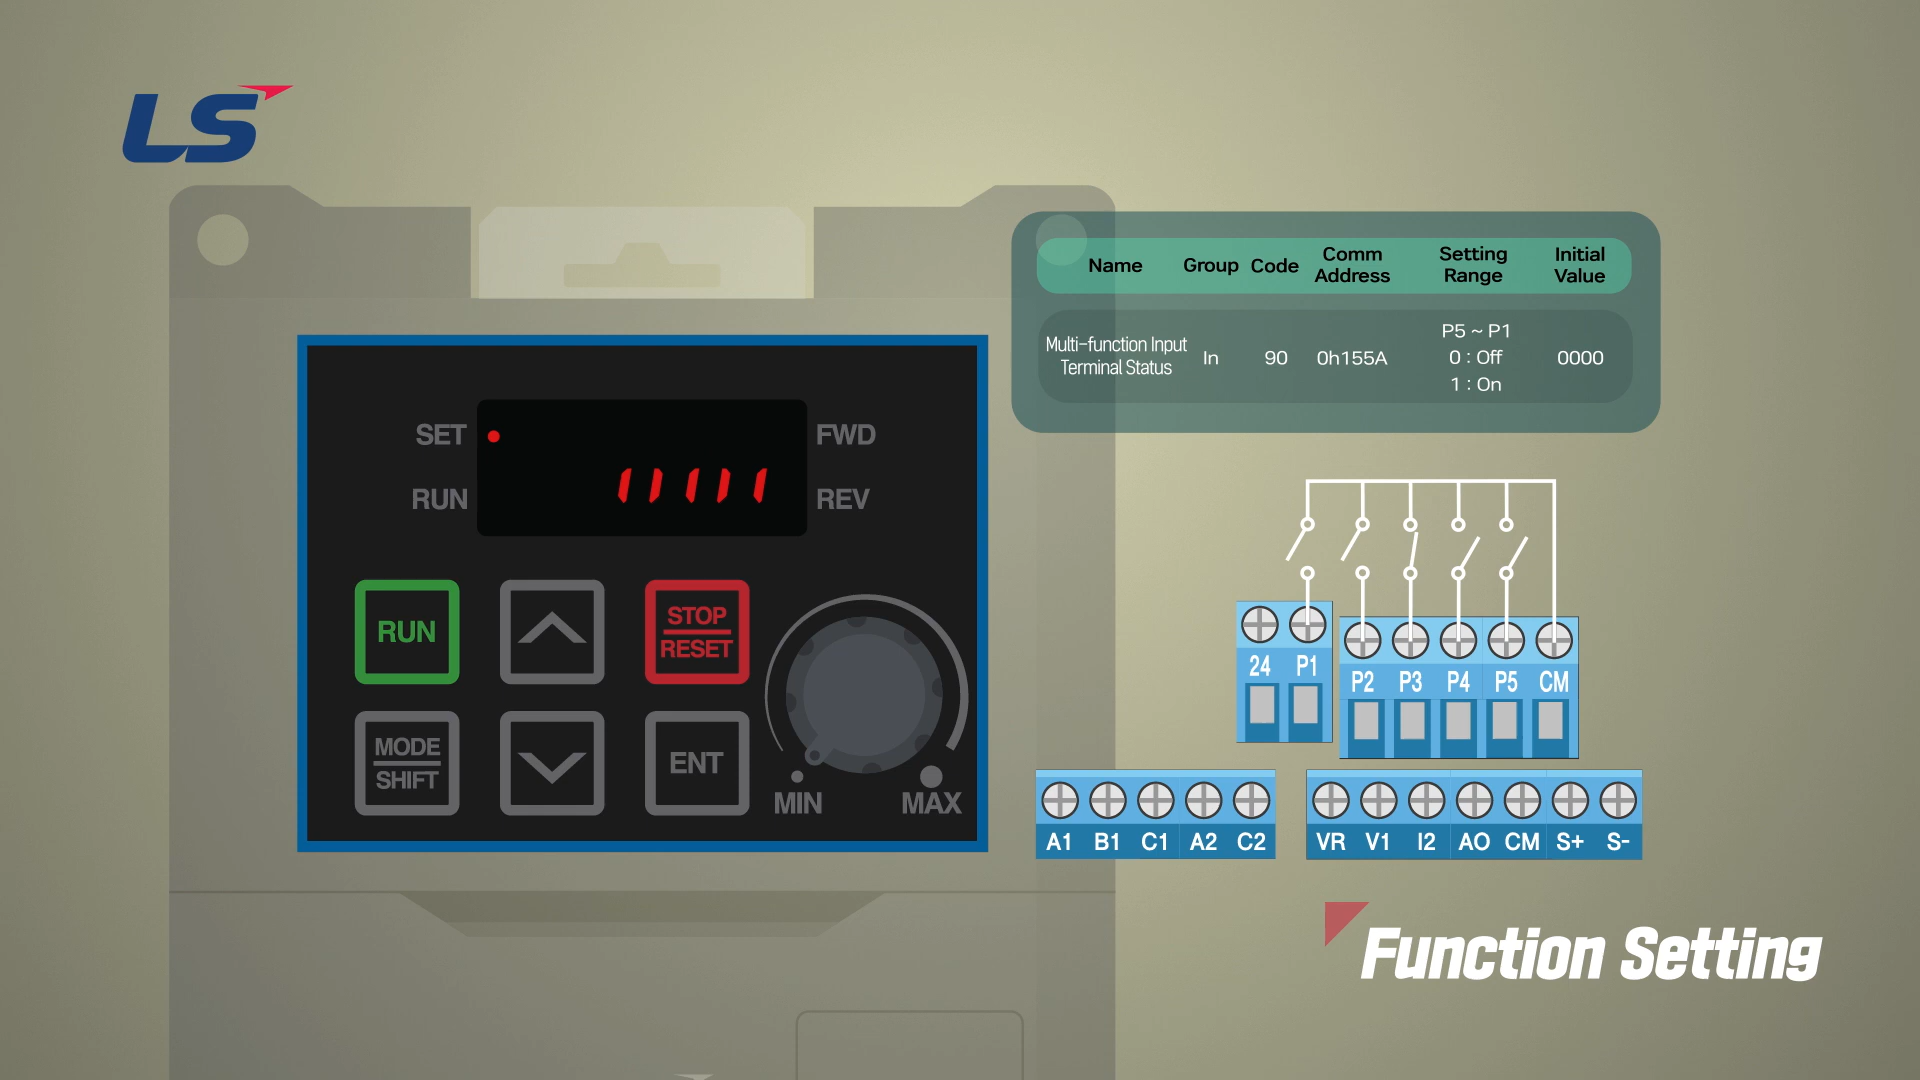 LS
Name Group Code Comm Address Setting Range Initial Value
Multi-function Input Terminal Status In 90 0h155A P5 ~ P1 0 : Off 1 : On 0000
SET FWD
RUN REV
RUN
STOP
RESET
MODE
SHIFT
ENT
MIN MAX
24 P1
P2 P3 P4 P5 CM
A1 B1 C1 A2 C2
VR V1 I2 AO CM S+ S-
Function Setting